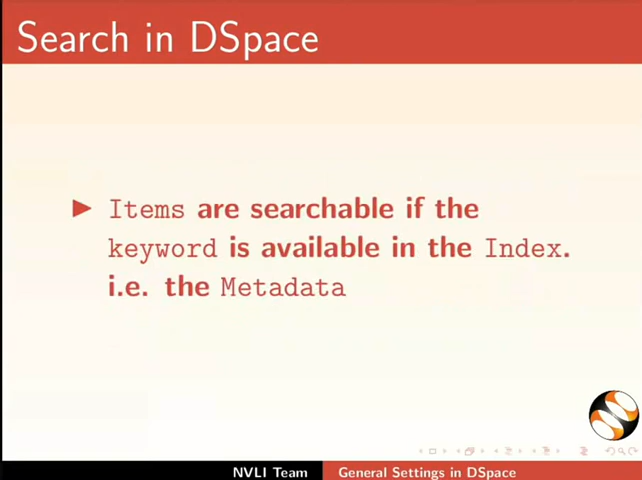 Search in DSpace
Items are searchable if the
keyword is available in the Index.
i.e. the Metadata
NVLI Team
General Settings in DSpace